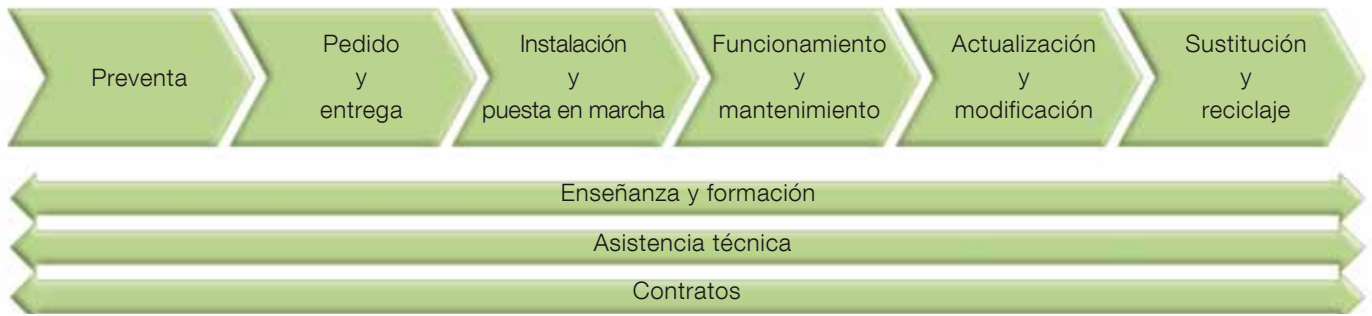 Preventa
Pedido
y
entrega
Instalación
y
puesta en marcha
Funcionamiento
y
mantenimiento
Actualización
y
modificación
Sustitución
y
reciclaje
Enseñanza y formación
Asistencia técnica
Contratos